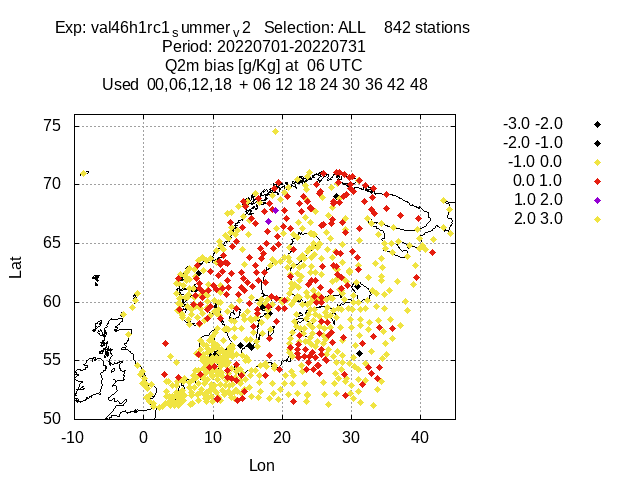 Exp: val46h1rc1summerv2 Selection: ALL 842 stations
Period: 20220701-20220731
Q2m bias [g/Kg] at 06 UTC
Used 00,06,12,18 + 06 12 18 24 30 36 42 48
-3.0 -2.0
-2.0 -1.0
-1.0 0.0
0.0 1.0
1.0 2.0
2.0 3.0
Lat
75
70
65
60
55
50
-10 0 10 20 30 40
Lon